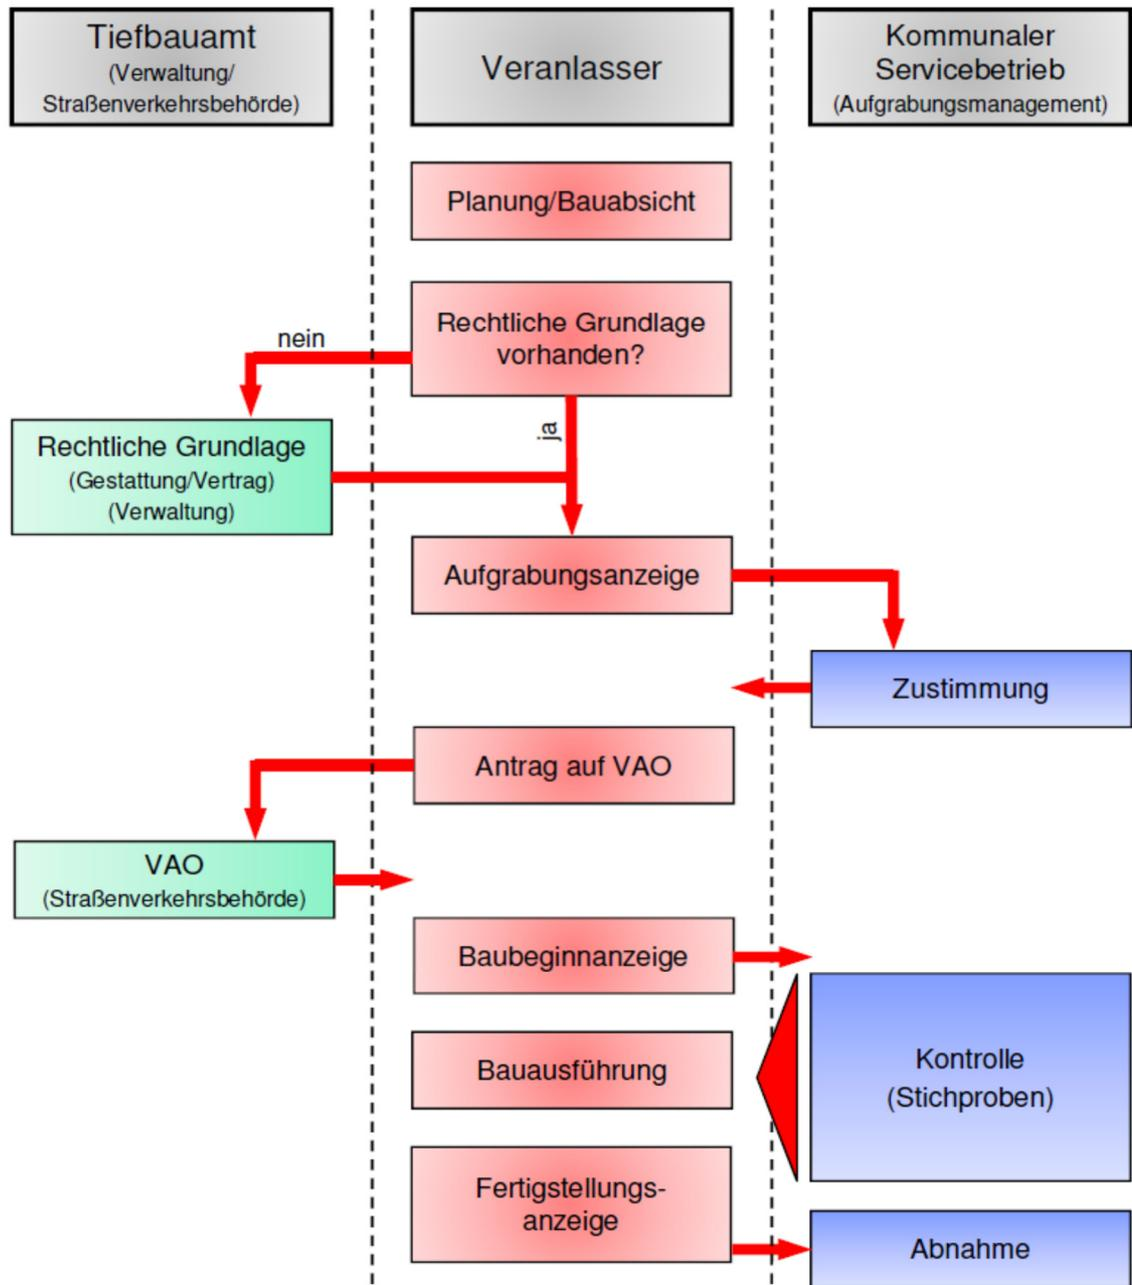 Tiefbauamt
(Verwaltung/
Straßenverkehrsbehörde)
Veranlasser
Kommunaler
Servicebetrieb
(Aufgrabungsmanagement)
Planung/Bauabsicht
Rechtliche Grundlage
vorhanden?
nein
ja
Rechtliche Grundlage
(Gestattung/Vertrag)
(Verwaltung)
Aufgrabungsanzeige
Zustimmung
Antrag auf VAO
VAO
(Straßenverkehrsbehörde)
Baubeginnanzeige
Bauausführung
Kontrolle
(Stichproben)
Fertigstellungs-
anzeige
Abnahme